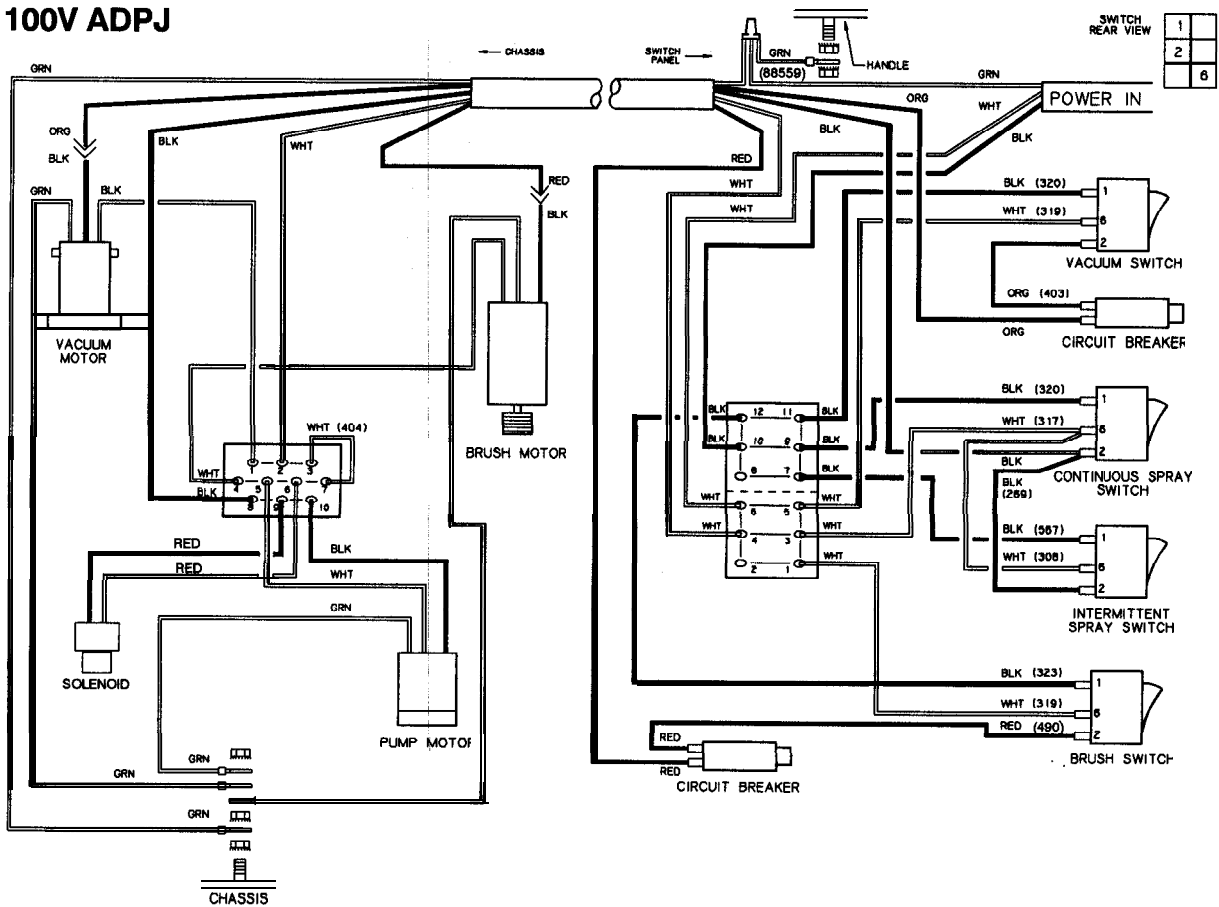 100V ADPJ
CHASSIS
SWITCH
PANEL
GRN
(88559)
HANDLE
SWITCH
REAR VIEW
1
2
6
GRN
GRN
WHT
BLK
POWER IN
ORG
BLK
ORG
BLK
BLK
WHT
RED
WHT
WHT
RED
BLK
GRN
BLK
BLK (320)
1
WHT (319)
6
2
VACUUM SWITCH
ORG (403)
ORG
CIRCUIT BREAKER
VACUUM
MOTOR
BRUSH MOTOR
WHT (404)
1
2
3
WHT
4
5
6
7
BLK
8
9
10
BLK
12
11
BLK
BLK
10
9
BLK
8
7
BLK
WHT
6
5
WHT
WHT
4
3
WHT
2
1
WHT
BLK (320)
1
WHT (317)
6
2
BLK
CONTINUOUS SPRAY
SWITCH
BLK
(269)
BLK (567)
1
WHT (308)
6
2
INTERMITTENT
SPRAY SWITCH
RED
BLK
RED
WHT
GRN
SOLENOID
PUMP MOTOR
BLK (323)
1
WHT (319)
6
RED (490)
2
BRUSH SWITCH
RED
RED
CIRCUIT BREAKER
GRN
GRN
GRN
CHASSIS